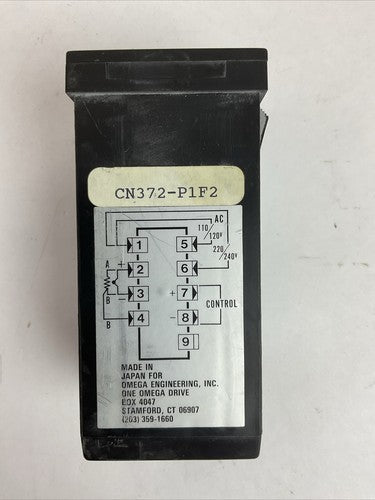 CN372-P1F2
AC
110/120V
220/240V
1
5
A
+
2
6
B
-
3
+
7
CONTROL
B
4
-
8
9
MADE IN
JAPAN FOR
OMEGA ENGINEERING, INC.
ONE OMEGA DRIVE
BOX 4047
STAMFORD, CT 06907
(203) 359-1660